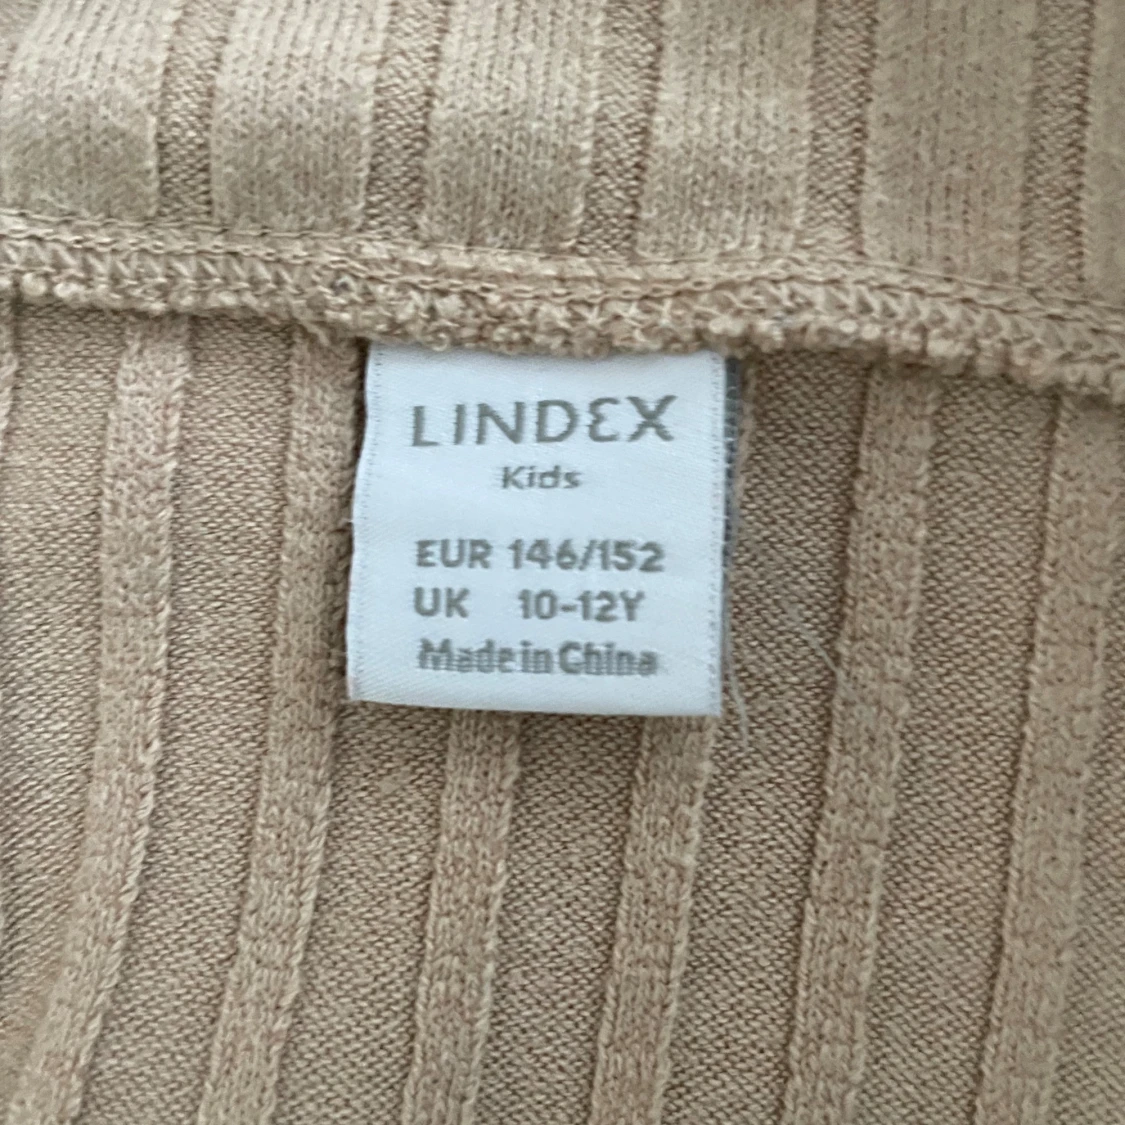 LINDEX
Kids
EUR 146/152
UK 10-12Y
Made in China